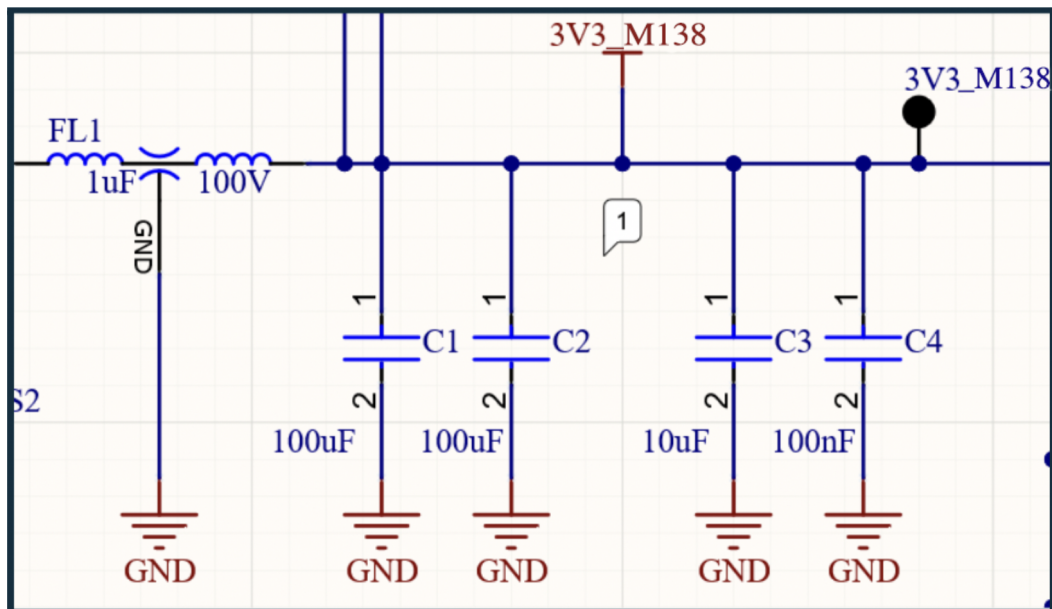 3V3_M138
3V3_M138
FL1
1uF
100V
GND
1
1
1
1
1
C1
C2
C3
C4
S2
2
2
2
2
100uF
100uF
10uF
100nF
GND
GND
GND
GND
GND